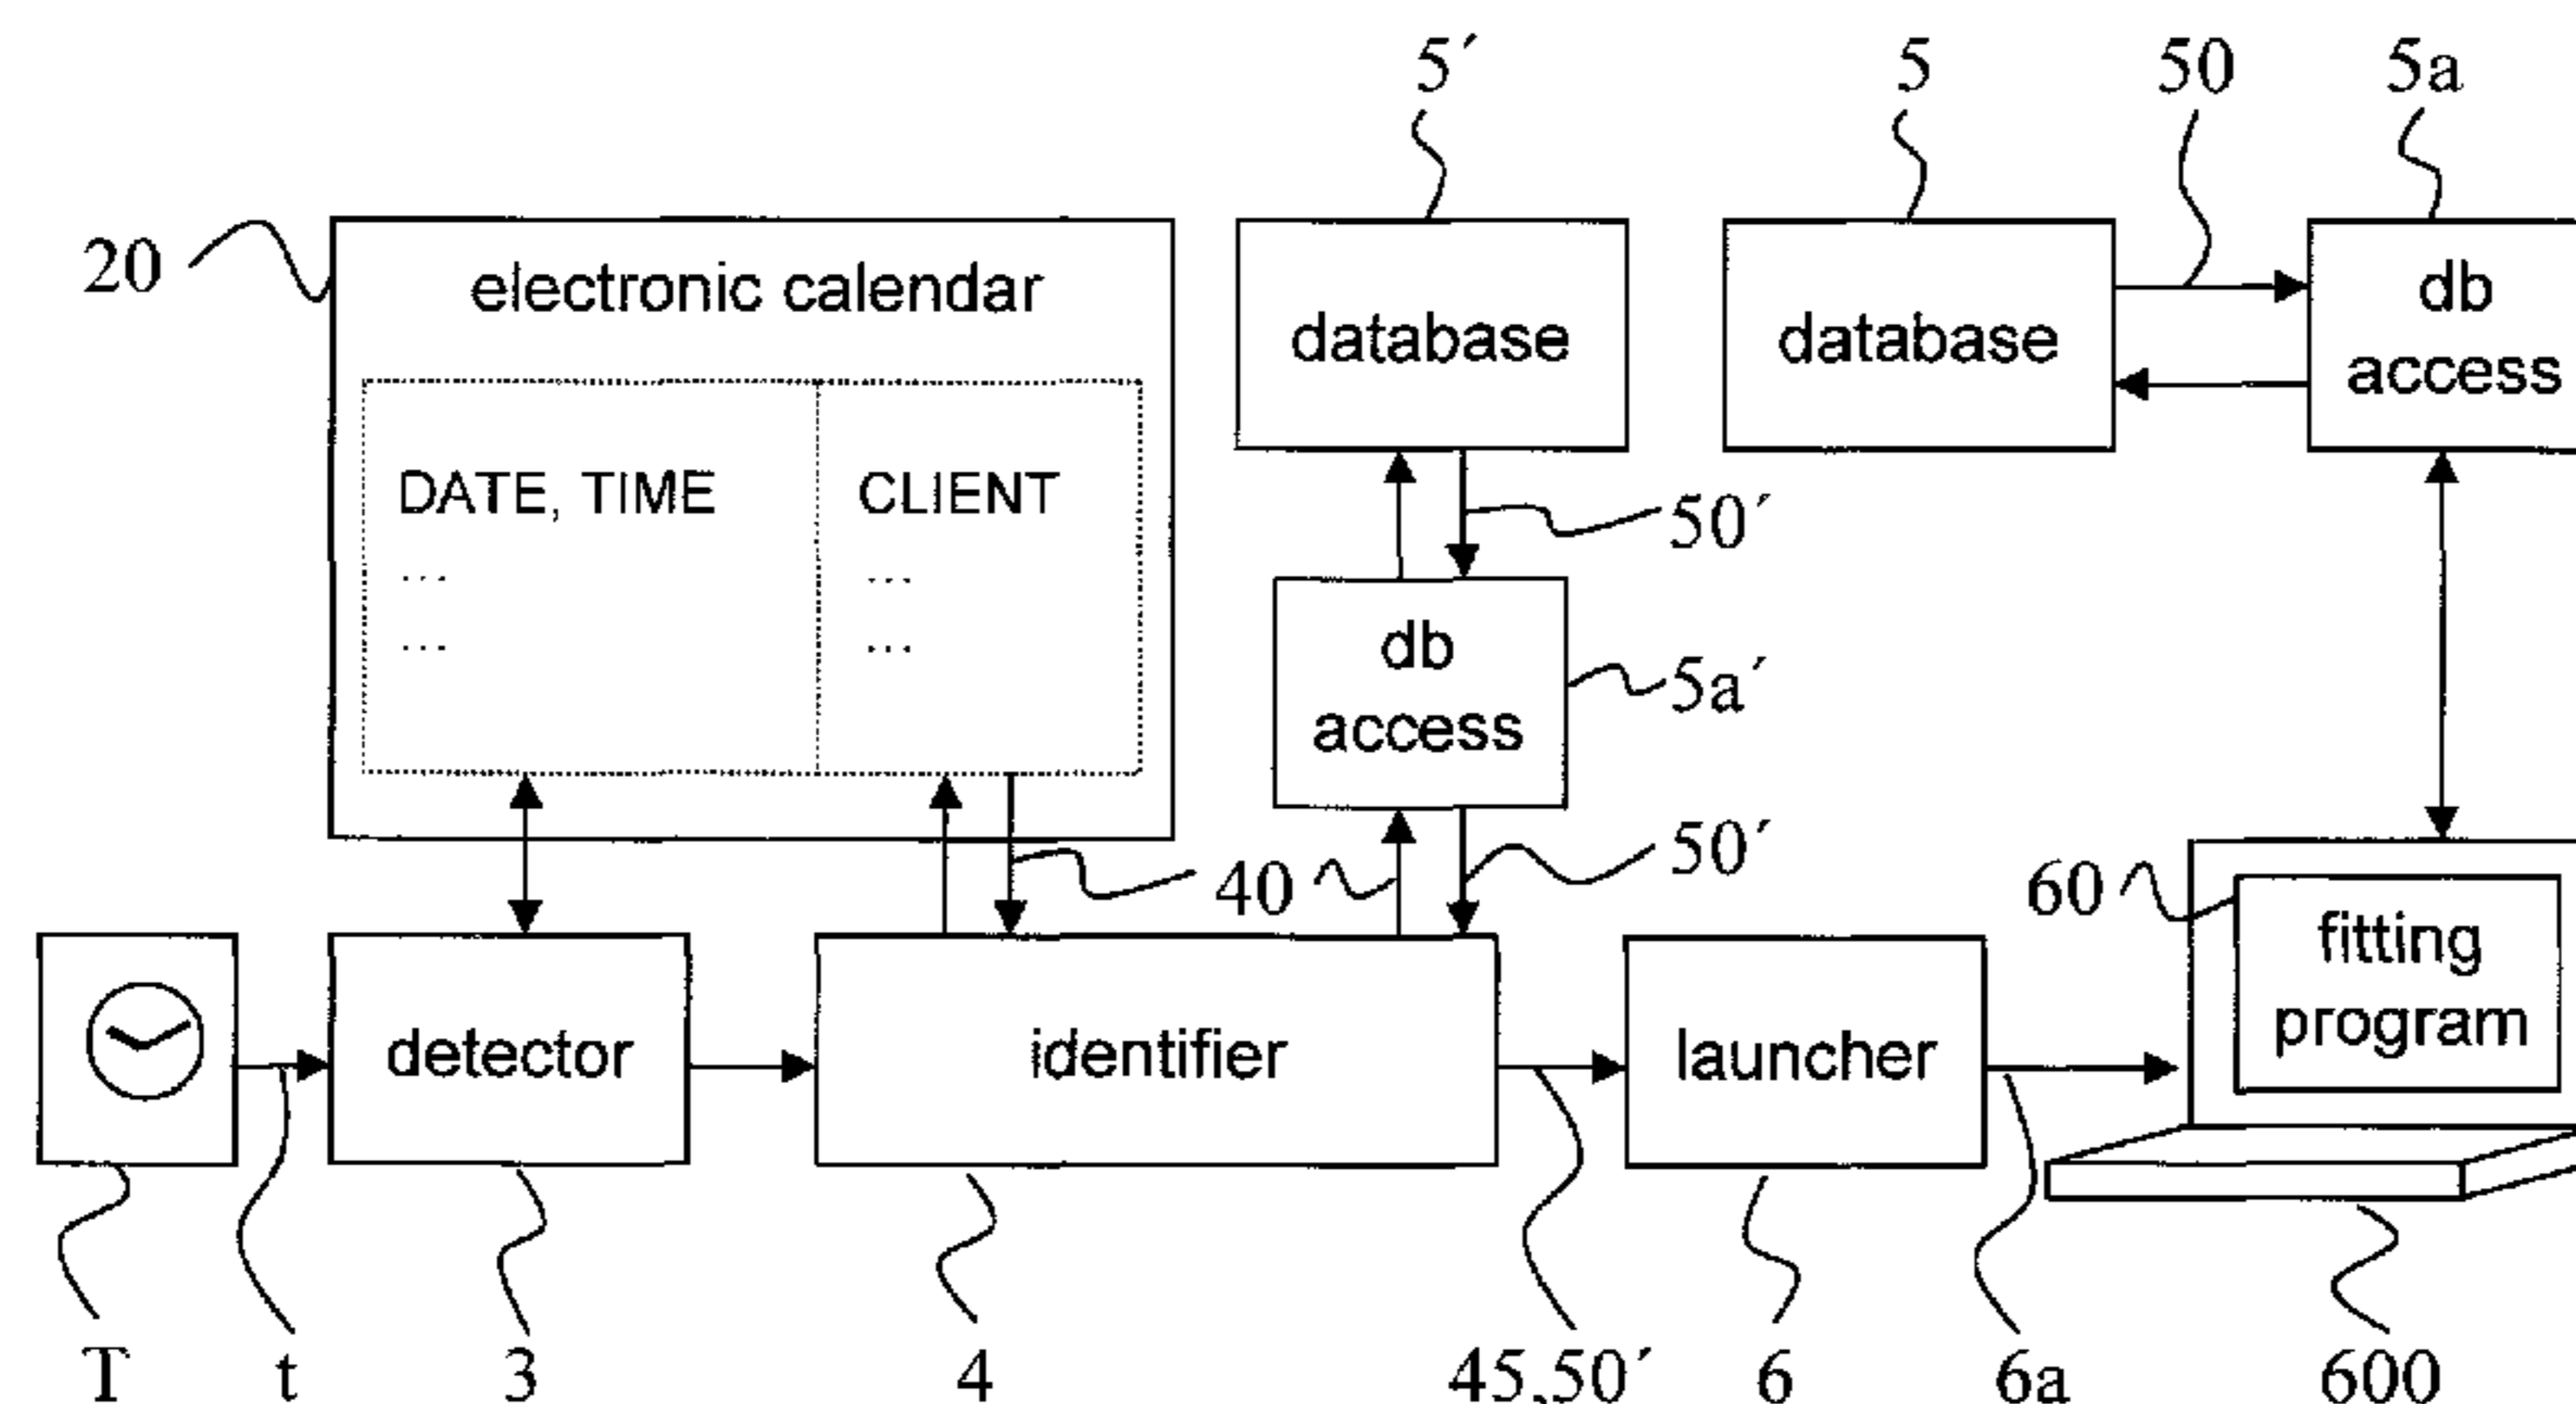 5´ 5 50 5a
20
electronic calendar
database
database
db
access
DATE, TIME CLIENT
... ...
... ...
50´
db
access
5a´
40
50´
60
fitting
program
detector
identifier
launcher
T t 3 4 45,50´ 6 6a 600